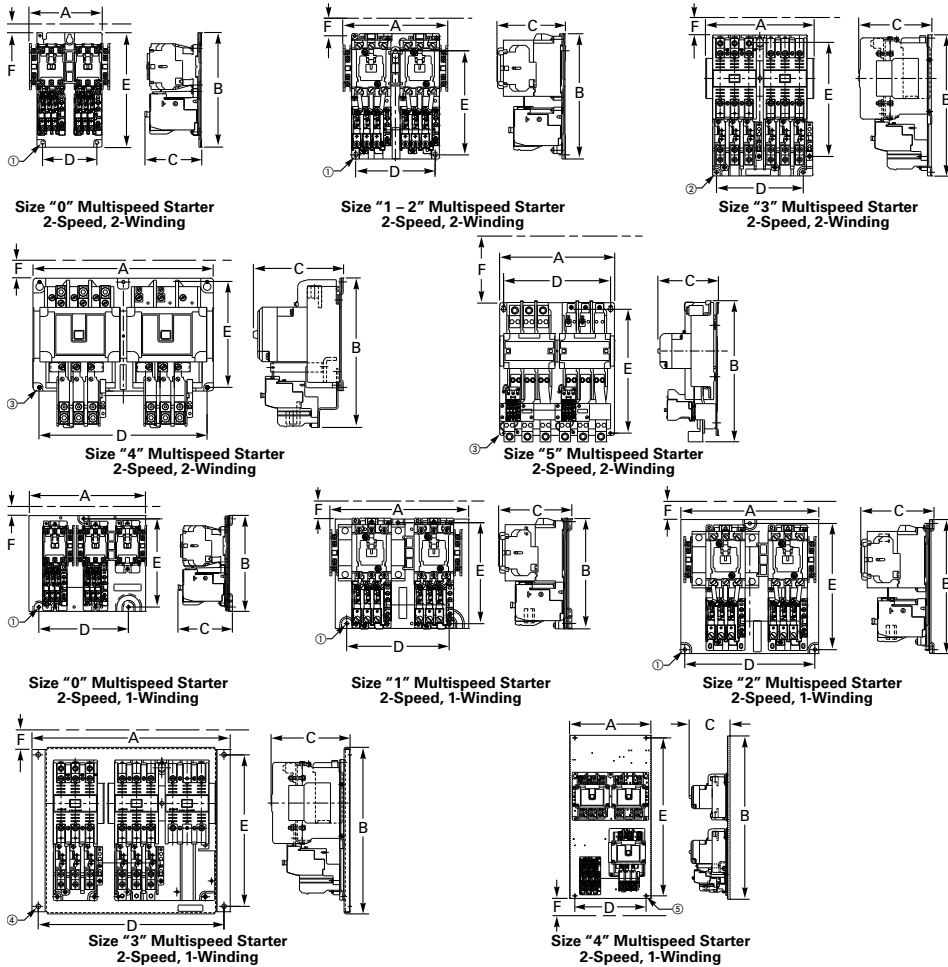 A
F
E
B
①
D
C
Size “0” Multispeed Starter
2-Speed, 2-Winding
F
A
C
E
B
①
D
Size “1 – 2” Multispeed Starter
2-Speed, 2-Winding
F
A
C
E
B
②
D
Size “3” Multispeed Starter
2-Speed, 2-Winding
F
A
C
E
B
③
D
Size “4” Multispeed Starter
2-Speed, 2-Winding
F
A
D
C
E
B
③
Size “5” Multispeed Starter
2-Speed, 2-Winding
A
F
E
B
①
D
C
Size “0” Multispeed Starter
2-Speed, 1-Winding
F
A
C
E
B
①
D
Size “1” Multispeed Starter
2-Speed, 1-Winding
F
A
C
E
B
①
D
Size “2” Multispeed Starter
2-Speed, 1-Winding
F
A
C
E
B
④
D
Size “3” Multispeed Starter
2-Speed, 1-Winding
A
C
E
B
F
D
⑤
Size “4” Multispeed Starter
2-Speed, 1-Winding